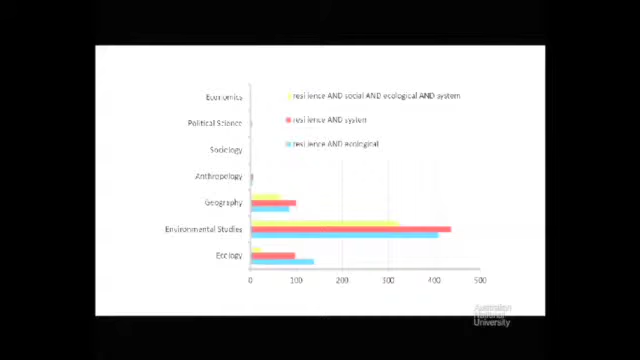 Economics
resilience AND social AND ecological AND system
Political Science
resilience AND system
Sociology
resilience AND ecological
Anthropology
Geography
Environmental Studies
Ecology
0 100 200 300 400 500
Australian
National
University